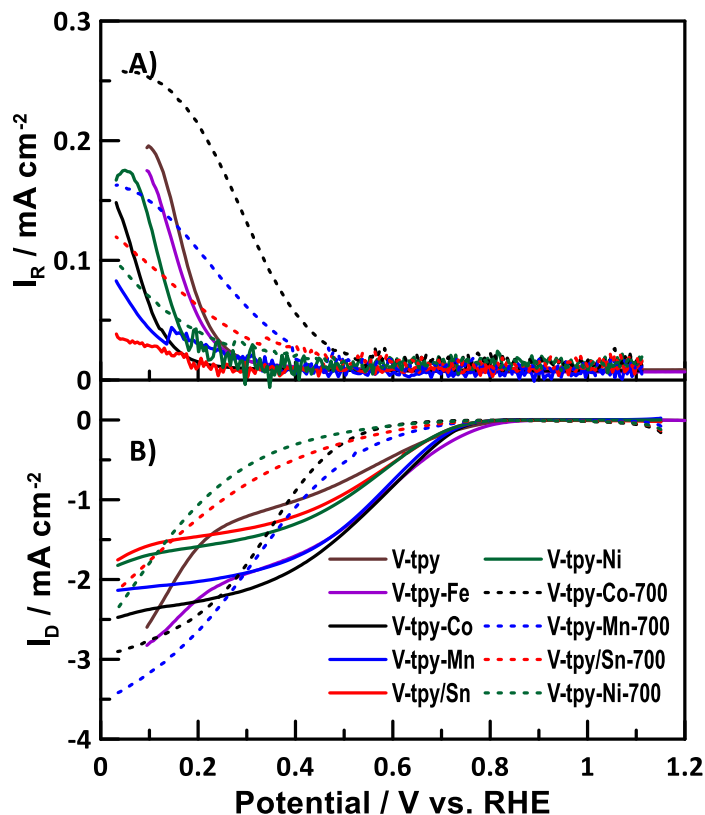 0.3
A)
0.2
0.1
0
I_R / mA cm⁻²
0
B)
-1
-2
-3
-4
I_D / mA cm⁻²
V-tpy
V-tpy-Ni
V-tpy-Fe
V-tpy-Co-700
V-tpy-Co
V-tpy-Mn-700
V-tpy-Mn
V-tpy/Sn-700
V-tpy/Sn
V-tpy-Ni-700
0 0.2 0.4 0.6 0.8 1 1.2
Potential / V vs. RHE